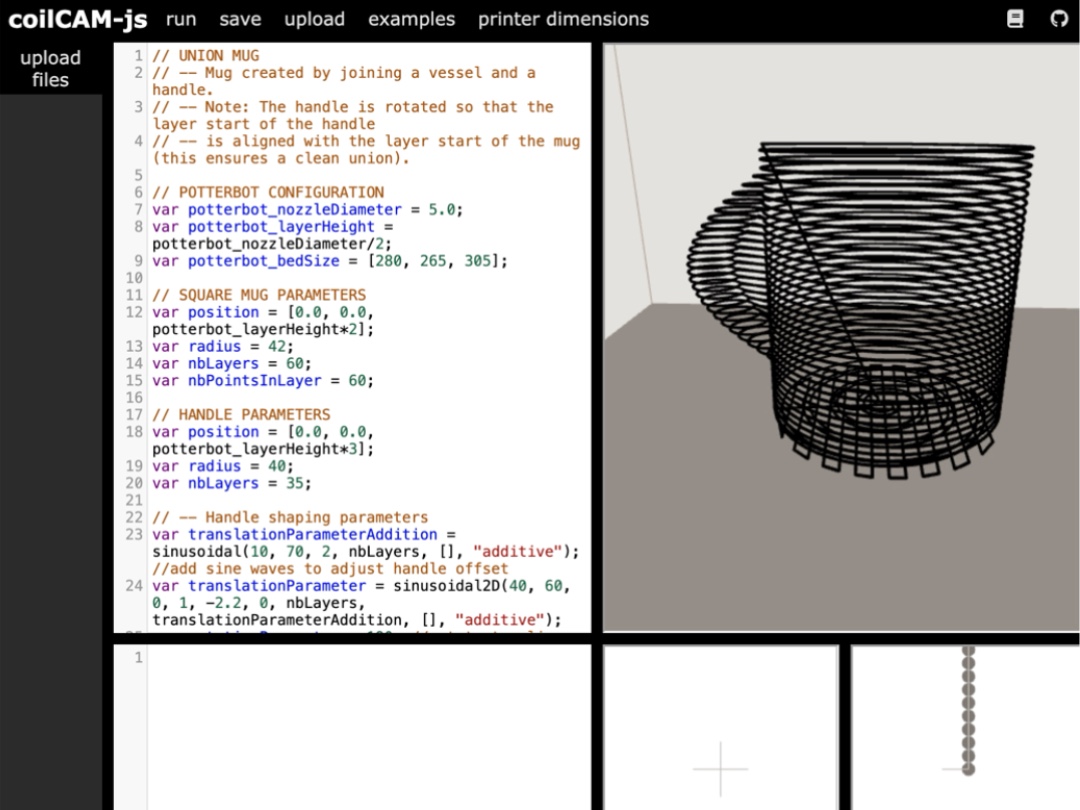 coilCAM-js run save upload examples printer dimensions
upload
files
1 // UNION MUG
2 // -- Mug created by joining a vessel and a
handle.
3 // -- Note: The handle is rotated so that the
layer start of the handle
4 // -- is aligned with the layer start of the mug
(this ensures a clean union).
5
6 // POTTERBOT CONFIGURATION
7 var potterbot_nozzleDiameter = 5.0;
8 var potterbot_layerHeight =
potterbot_nozzleDiameter/2;
9 var potterbot_bedSize = [280, 265, 305];
10
11 // SQUARE MUG PARAMETERS
12 var position = [0.0, 0.0,
potterbot_layerHeight*2];
13 var radius = 42;
14 var nbLayers = 60;
15 var nbPointsInLayer = 60;
16
17 // HANDLE PARAMETERS
18 var position = [0.0, 0.0,
potterbot_layerHeight*3];
19 var radius = 40;
20 var nbLayers = 35;
21
22 // -- Handle shaping parameters
23 var translationParameterAddition =
sinusoidal(10, 70, 2, nbLayers, [], "additive");
//add sine waves to adjust handle offset
24 var translationParameter = sinusoidal2D(40, 60,
0, 1, -2.2, 0, nbLayers,
translationParameterAddition, [], "additive");
1